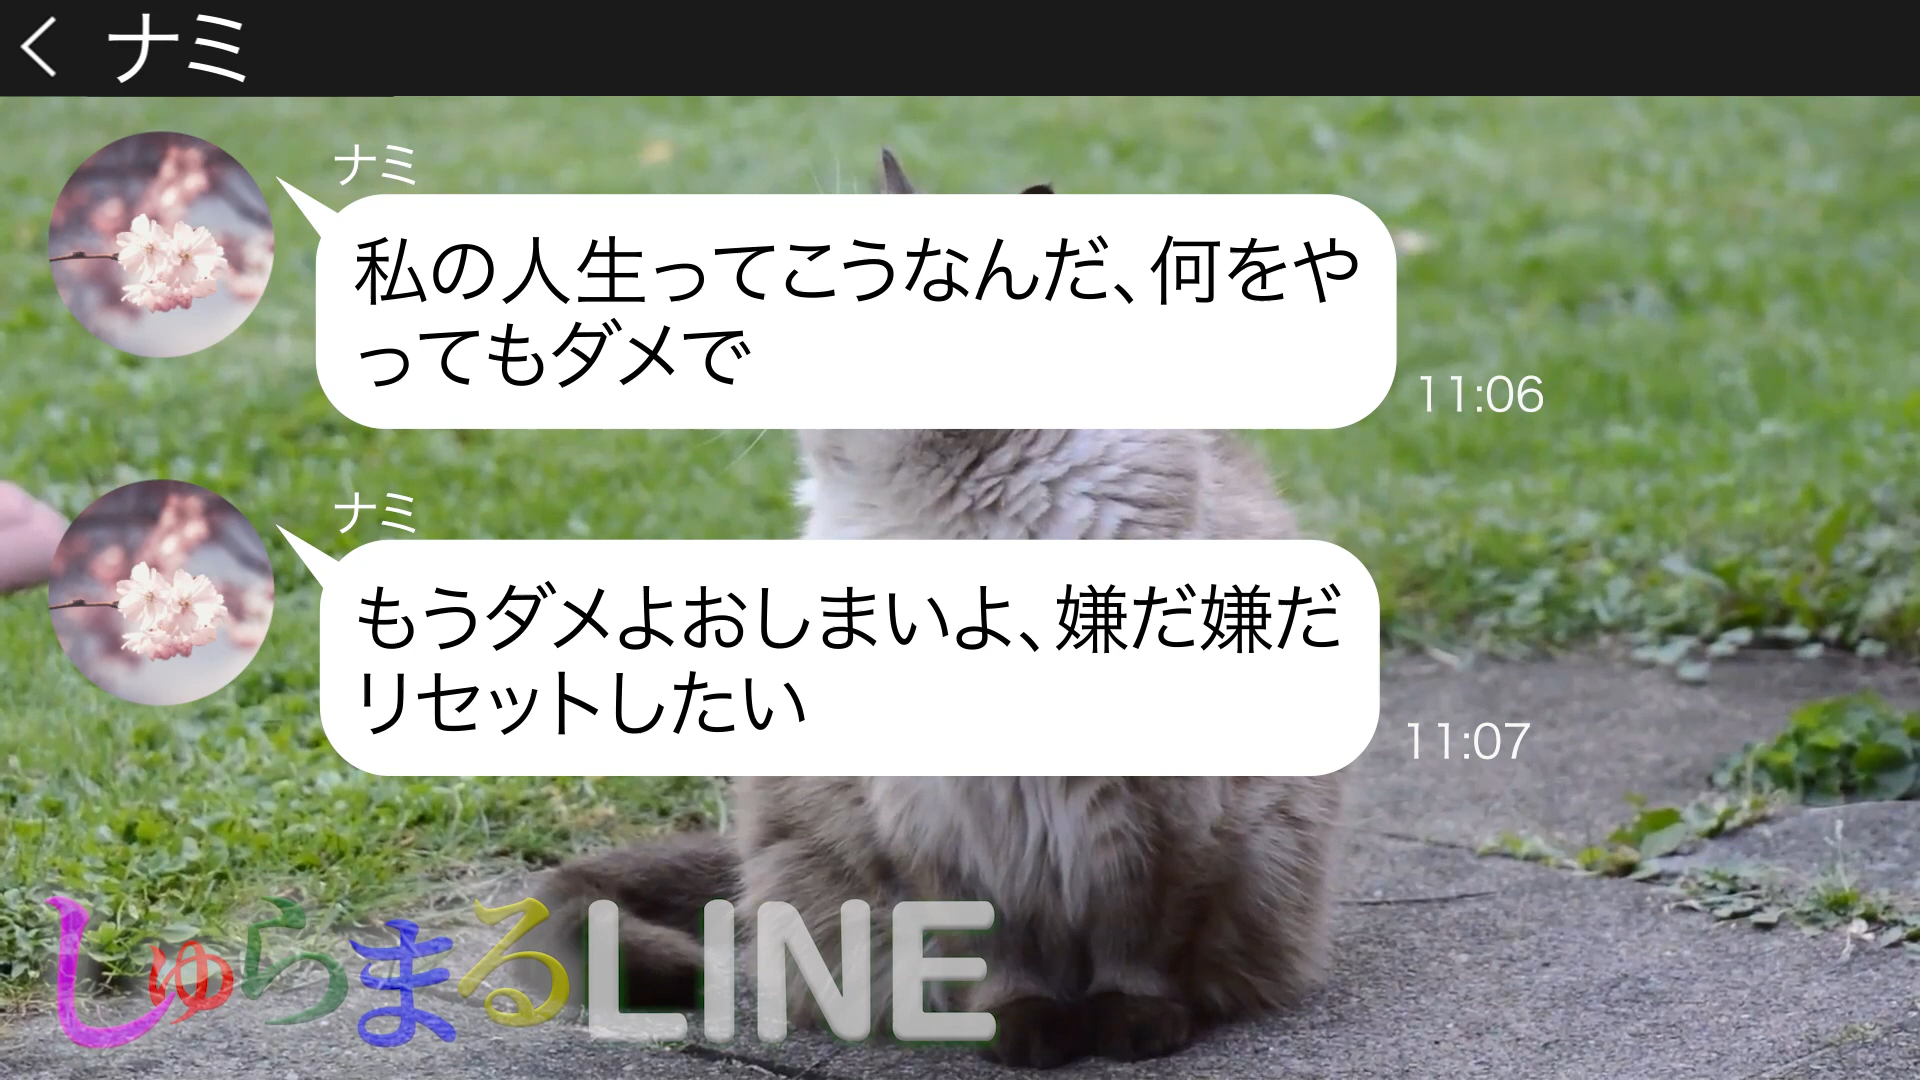 ナミ
ナミ
私の人生ってこうなんだ、何をや
ってもダメで
11:06
ナミ
もうダメよおしまいよ、嫌だ嫌だ
リセットしたい
11:07
しゅらまるLINE